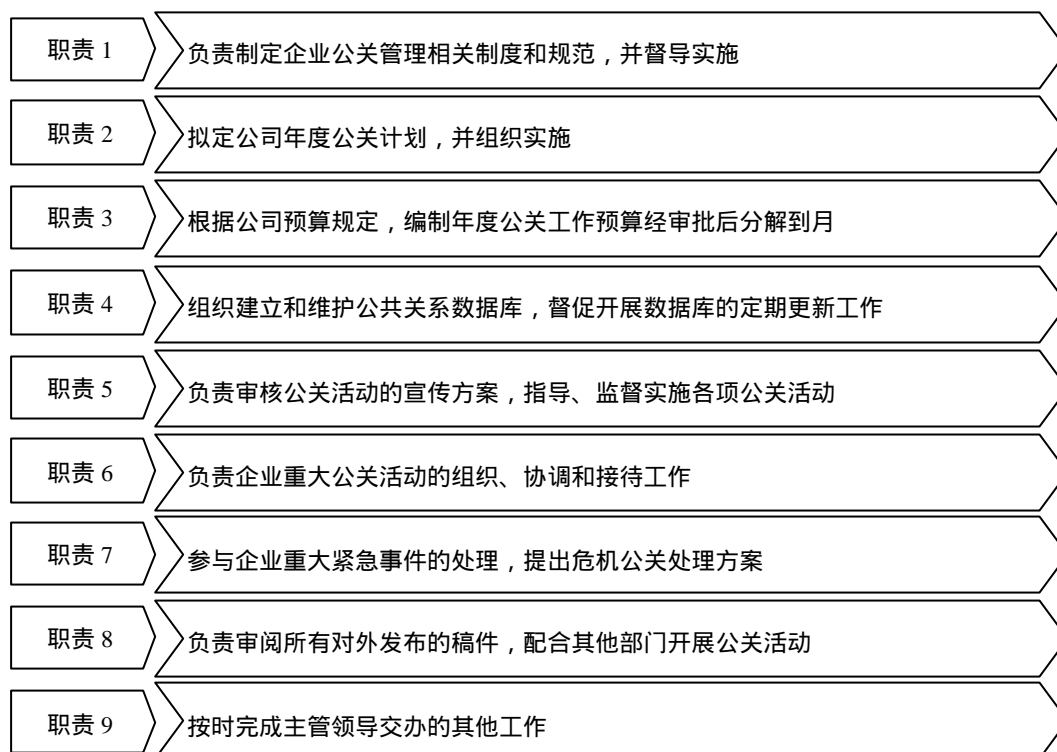 职责 1 负责制定企业公关管理相关制度和规范，并督导实施
职责 2 拟定公司年度公关计划，并组织实施
职责 3 根据公司预算规定，编制年度公关工作预算经审批后分解到月
职责 4 组织建立和维护公共关系数据库，督促开展数据库的定期更新工作
职责 5 负责审核公关活动的宣传方案，指导、监督实施各项公关活动
职责 6 负责企业重大公关活动的组织、协调和接待工作
职责 7 参与企业重大紧急事件的处理，提出危机公关处理方案
职责 8 负责审阅所有对外发布的稿件，配合其他部门开展公关活动
职责 9 按时完成主管领导交办的其他工作